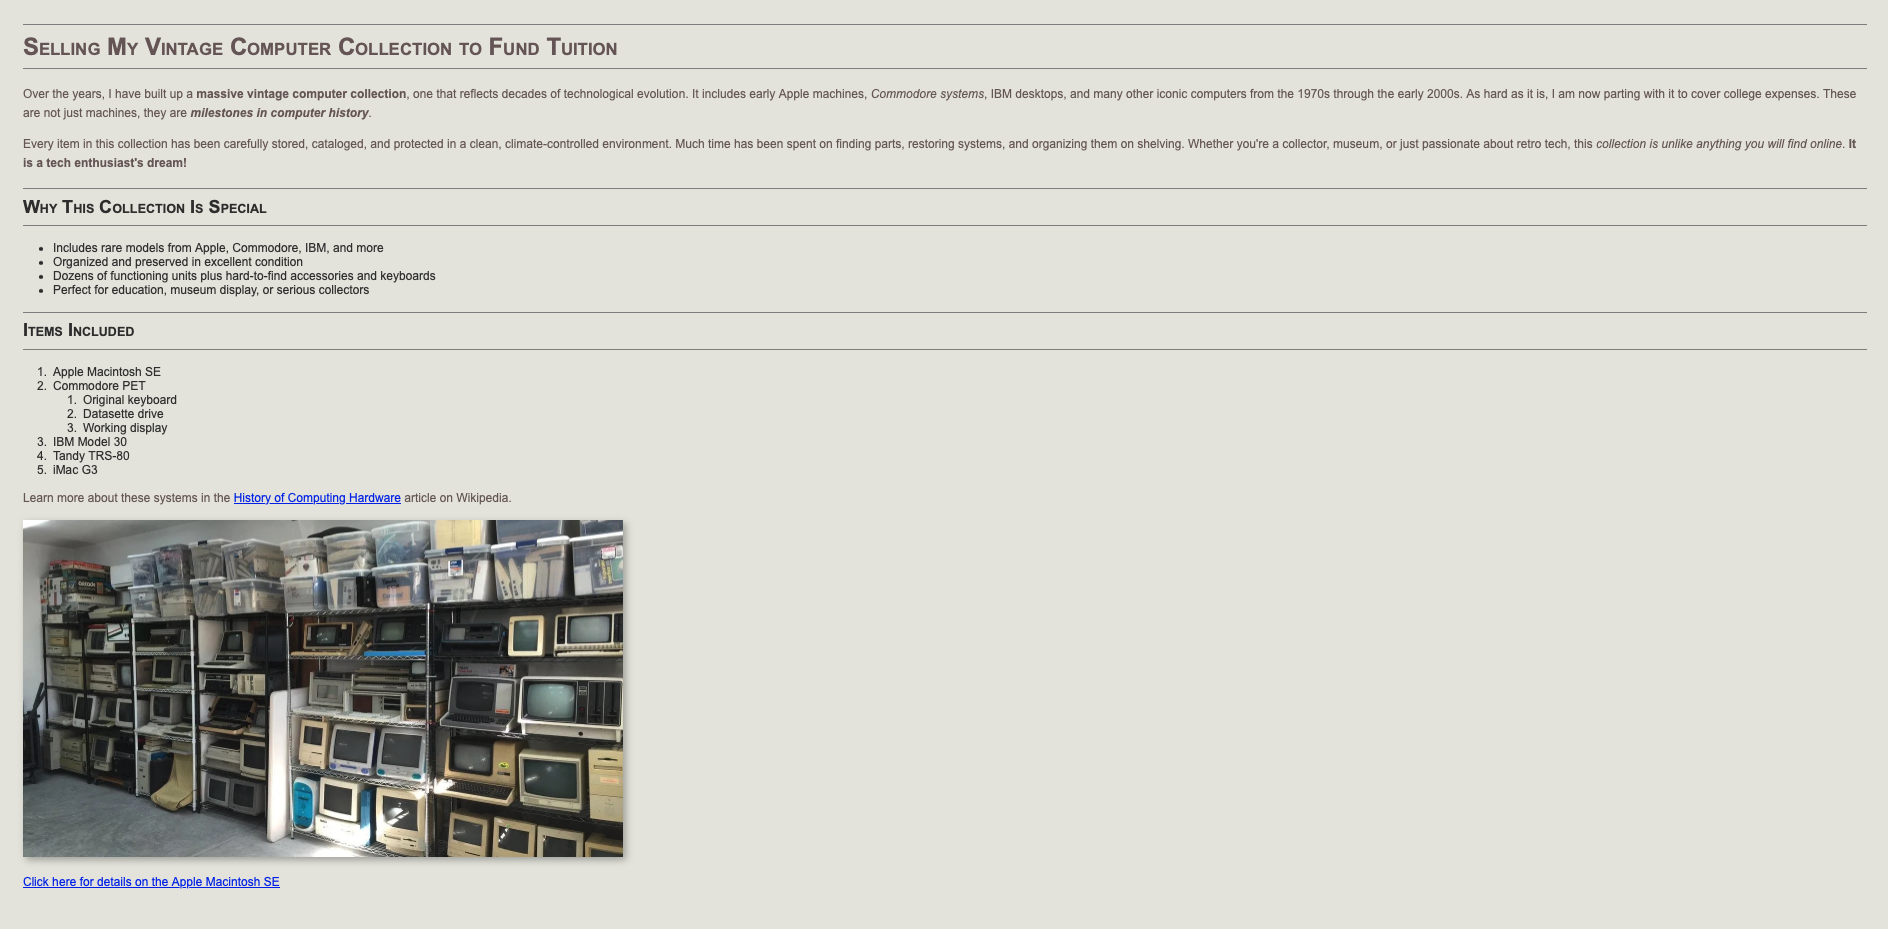 Selling My Vintage Computer Collection to Fund Tuition
Over the years, I have built up a massive vintage computer collection, one that reflects decades of technological evolution. It includes early Apple machines, Commodore systems, IBM desktops, and many other iconic computers from the 1970s through the early 2000s. As hard as it is, I am now parting with it to cover college expenses. These
are not just machines, they are milestones in computer history.
Every item in this collection has been carefully stored, cataloged, and protected in a clean, climate-controlled environment. Much time has been spent on finding parts, restoring systems, and organizing them on shelving. Whether you're a collector, museum, or just passionate about retro tech, this collection is unlike anything you will find online. It
is a tech enthusiast's dream!
Why This Collection Is Special
• Includes rare models from Apple, Commodore, IBM, and more
• Organized and preserved in excellent condition
• Dozens of functioning units plus hard-to-find accessories and keyboards
• Perfect for education, museum display, or serious collectors
Items Included
1. Apple Macintosh SE
2. Commodore PET
1. Original keyboard
2. Datasette drive
3. Working display
3. IBM Model 30
4. Tandy TRS-80
5. iMac G3
Learn more about these systems in the History of Computing Hardware article on Wikipedia.
Click here for details on the Apple Macintosh SE